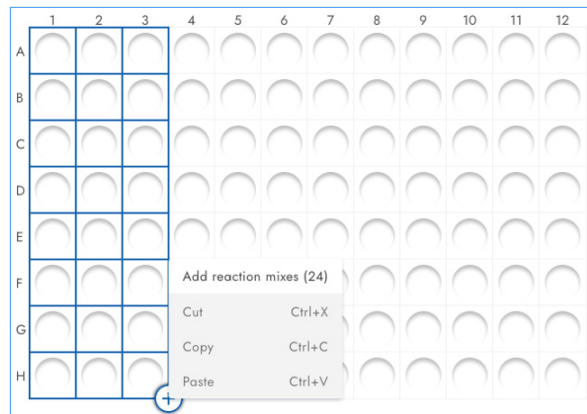 1 2 3 4 5 6 7 8 9 10 11 12
A
B
C
D
E
F
Add reaction mixes (24)
Cut Ctrl+X
G
Copy Ctrl+C
H
Paste Ctrl+V